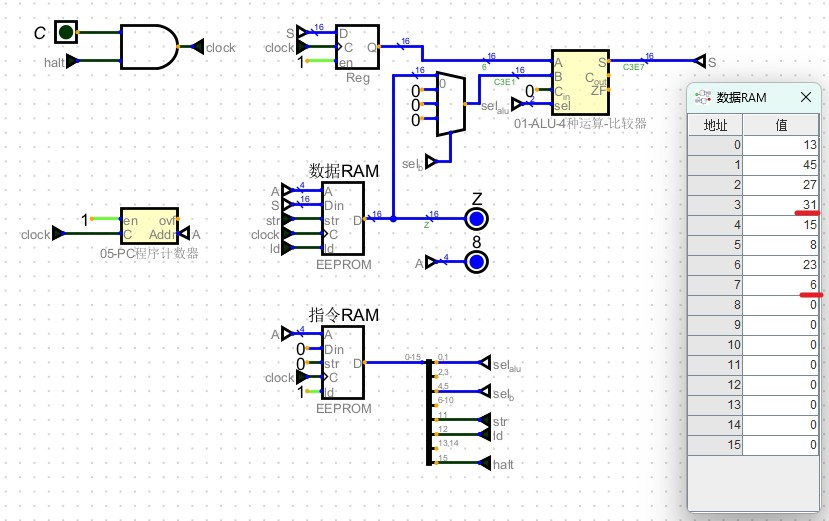 C
halt
clock
S
16
D
clock
C
Q
16
1
en
Reg
16
0
0
0
0
sel_b
6
16
C3E1
16
A
B
0
C_in
sel_alu
2
sel
S
C_out
ZF
01-ALU-4种运算-比较器
16
C3E7
S
数据RAM
A
4
A
S
16
Din
str
str
clock
C
ld
ld
D
16
EEPROM
16
Z
Z
8
A
4
1
en
ovf
clock
C
Addr
A
05-PC程序计数器
指令RAM
A
4
A
0
Din
0
str
clock
C
1
ld
D
EEPROM
0-15
0,1
sel_alu
2,3
4,5
sel_b
6-10
11
str
12
ld
13,14
15
halt
数据RAM
地址 值
0 13
1 45
2 27
3 31
4 15
5 8
6 23
7 6
8 0
9 0
10 0
11 0
12 0
13 0
14 0
15 0